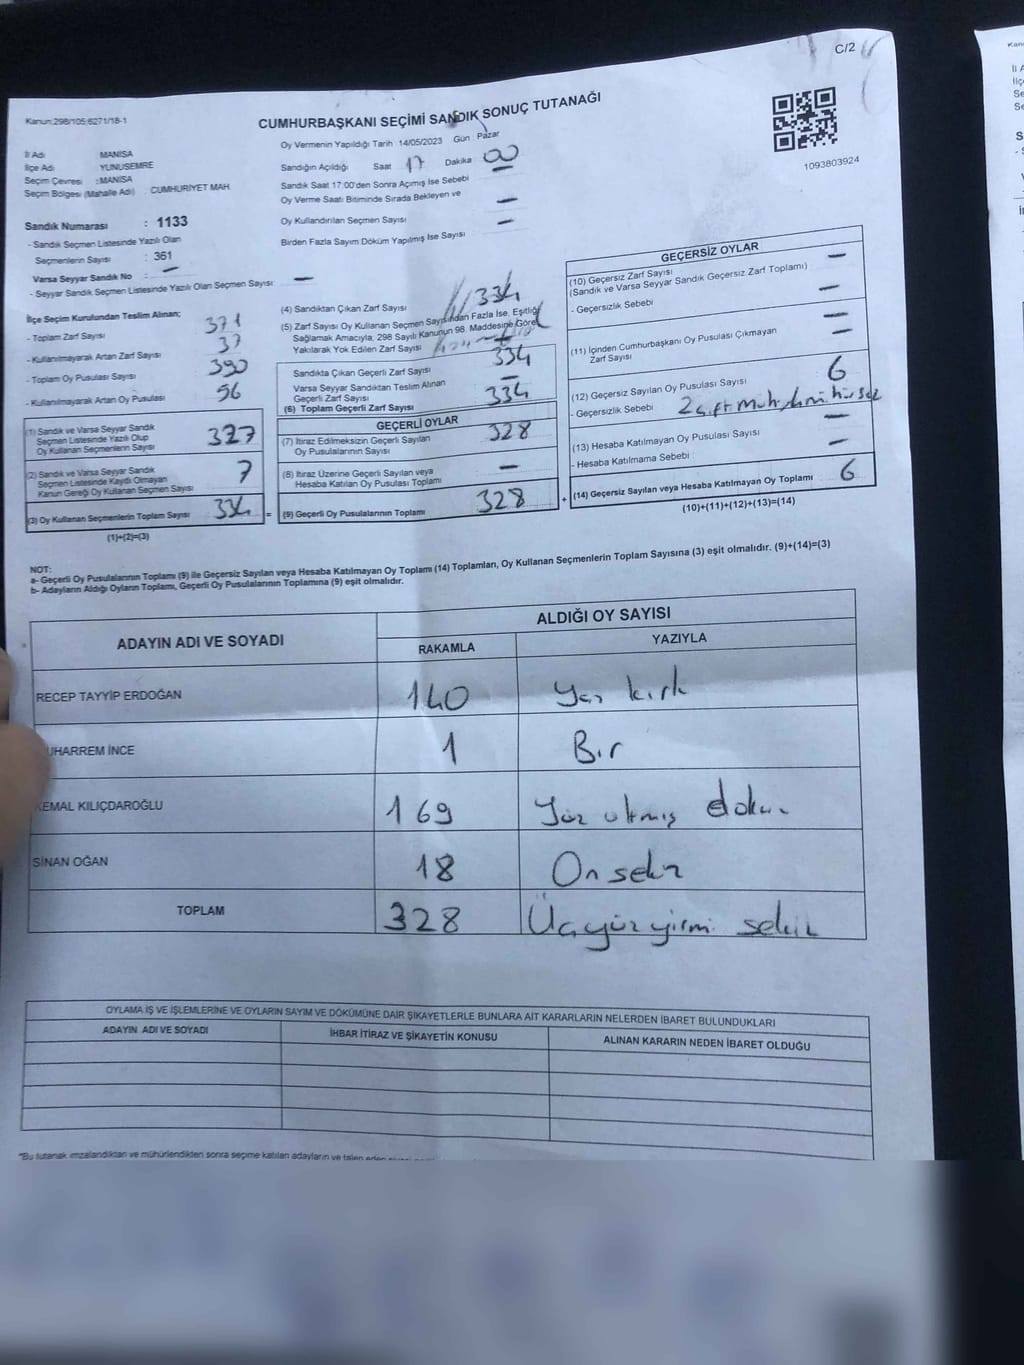 C/2
Kanun:298/105;6271/18-1
CUMHURBAŞKANI SEÇİMİ SANDIK SONUÇ TUTANAĞI
1093803924
İl Adı MANİSA
İlçe Adı YUNUSEMRE
Seçim Çevresi : MANİSA
Seçim Bölgesi (Mahalle Adı) : CUMHURİYET MAH.
Sandık Numarası : 1133
- Sandık Seçmen Listesinde Yazılı Olan
Seçmenlerin Sayısı : 361
Varsa Seyyar Sandık No : -
- Seyyar Sandık Seçmen Listesinde Yazılı Olan Seçmen Sayısı: -
Oy Vermenin Yapıldığı Tarih :14/05/2023 Gün : Pazar
Sandığın Açıldığı Saat 17 Dakika 00
Sandık Saat 17:00'den Sonra Açımış İse Sebebi
Oy Verme Saati Bitiminde Sırada Bekleyen ve -
Oy Kullandırılan Seçmen Sayısı -
Birden Fazla Sayım Döküm Yapılmış İse Sayısı
İlçe Seçim Kurulundan Teslim Alınan;
- Toplam Zarf Sayısı 371
- Kullanılmayarak Artan Zarf Sayısı 37
- Toplam Oy Pusulası Sayısı 390
- Kullanılmayarak Artan Oy Pusulası 56
(1) Sandık ve Varsa Seyyar Sandık
Seçmen Listesinde Yazılı Olup
Oy Kullanan Seçmenlerin Sayısı 327
(2) Sandık ve Varsa Seyyar Sandık
Seçmen Listesinde Kaydı Olmayan
Kanun Gereği Oy Kullanan Seçmen Sayısı 7
(3) Oy Kullanan Seçmenlerin Toplam Sayısı 334 =
(1)+(2)=(3)
(4) Sandıktan Çıkan Zarf Sayısı 334
(5) Zarf Sayısı Oy Kullanan Seçmen Sayısından Fazla İse, Eşitliği
Sağlamak Amacıyla, 298 Sayılı Kanunun 98. Maddesine Göre
Yakılarak Yok Edilen Zarf Sayısı
Sandıkta Çıkan Geçerli Zarf Sayısı 334
Varsa Seyyar Sandıktan Teslim Alınan -
Geçerli Zarf Sayısı
(6) Toplam Geçerli Zarf Sayısı 334
GEÇERLİ OYLAR
(7) İtiraz Edilmeksizin Geçerli Sayılan 328
Oy Pusulalarının Sayısı
(8) İtiraz Üzerine Geçerli Sayılan veya -
Hesaba Katılan Oy Pusulası Toplamı
(9) Geçerli Oy Pusulalarının Toplamı 328 +
GEÇERSİZ OYLAR
(10) Geçersiz Zarf Sayısı -
(Sandık ve Varsa Seyyar Sandık Geçersiz Zarf Toplamı)
- Geçersizlik Sebebi -
(11) İçinden Cumhurbaşkanı Oy Pusulası Çıkmayan -
Zarf Sayısı
(12) Geçersiz Sayılan Oy Pusulası Sayısı 6
- Geçersizlik Sebebi 2 çift mühür
(13) Hesaba Katılmayan Oy Pusulası Sayısı -
- Hesaba Katılmama Sebebi -
(14) Geçersiz Sayılan veya Hesaba Katılmayan Oy Toplamı 6
(10)+(11)+(12)+(13)=(14)
NOT:
a- Geçerli Oy Pusulalarının Toplamı (9) ile Geçersiz Sayılan veya Hesaba Katılmayan Oy Toplamı (14) Toplamları, Oy Kullanan Seçmenlerin Toplam Sayısına (3) eşit olmalıdır. (9)+(14)=(3)
b- Adayların Aldığı Oyların Toplamı, Geçerli Oy Pusulalarının Toplamına (9) eşit olmalıdır.
ADAYIN ADI VE SOYADI
ALDIĞI OY SAYISI
RAKAMLA YAZIYLA
RECEP TAYYİP ERDOĞAN 140 Yüz kırk
UHARREM İNCE 1 Bir
KEMAL KILIÇDAROĞLU 169 Yüz altmış dokuz
SİNAN OĞAN 18 On sekiz
TOPLAM 328 Üçyüz yirmi sekiz
OYLAMA İŞ VE İŞLEMLERİNE VE OYLARIN SAYIM VE DÖKÜMÜNE DAİR ŞİKAYETLERLE BUNLARA AİT KARARLARIN NELERDEN İBARET BULUNDUKLARI
ADAYIN ADI VE SOYADI İHBAR İTİRAZ VE ŞİKAYETİN KONUSU ALINAN KARARIN NEDEN İBARET OLDUĞU
*Bu tutanak imzalandıktan ve mühürlendikten sonra seçime katılan adayların ve talep eden